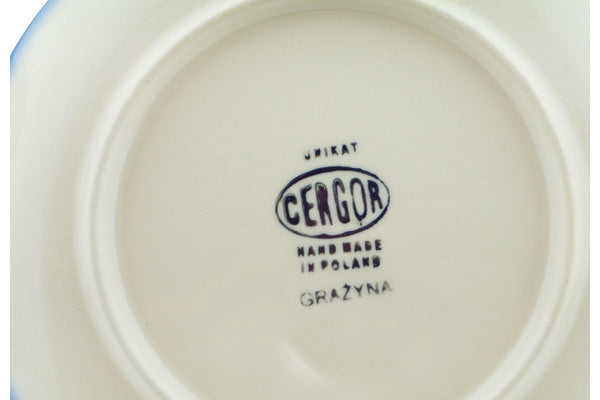 UNIKAT
CERGOR
HAND MADE
IN POLAND
GRAŻYNA